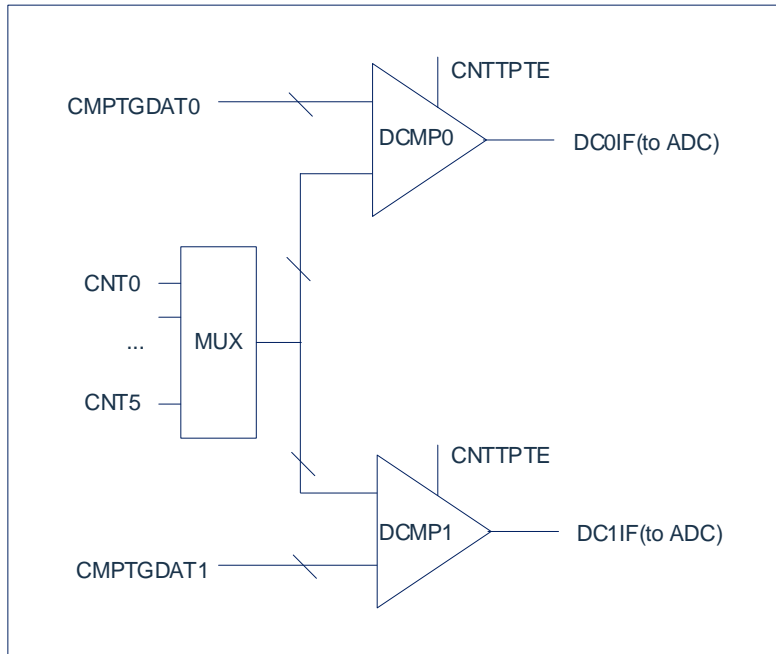 CNTTPTE
CMPTGDAT0
DCMP0
DC0IF(to ADC)
CNT0
MUX
...
CNT5
CNTTPTE
DCMP1
DC1IF(to ADC)
CMPTGDAT1